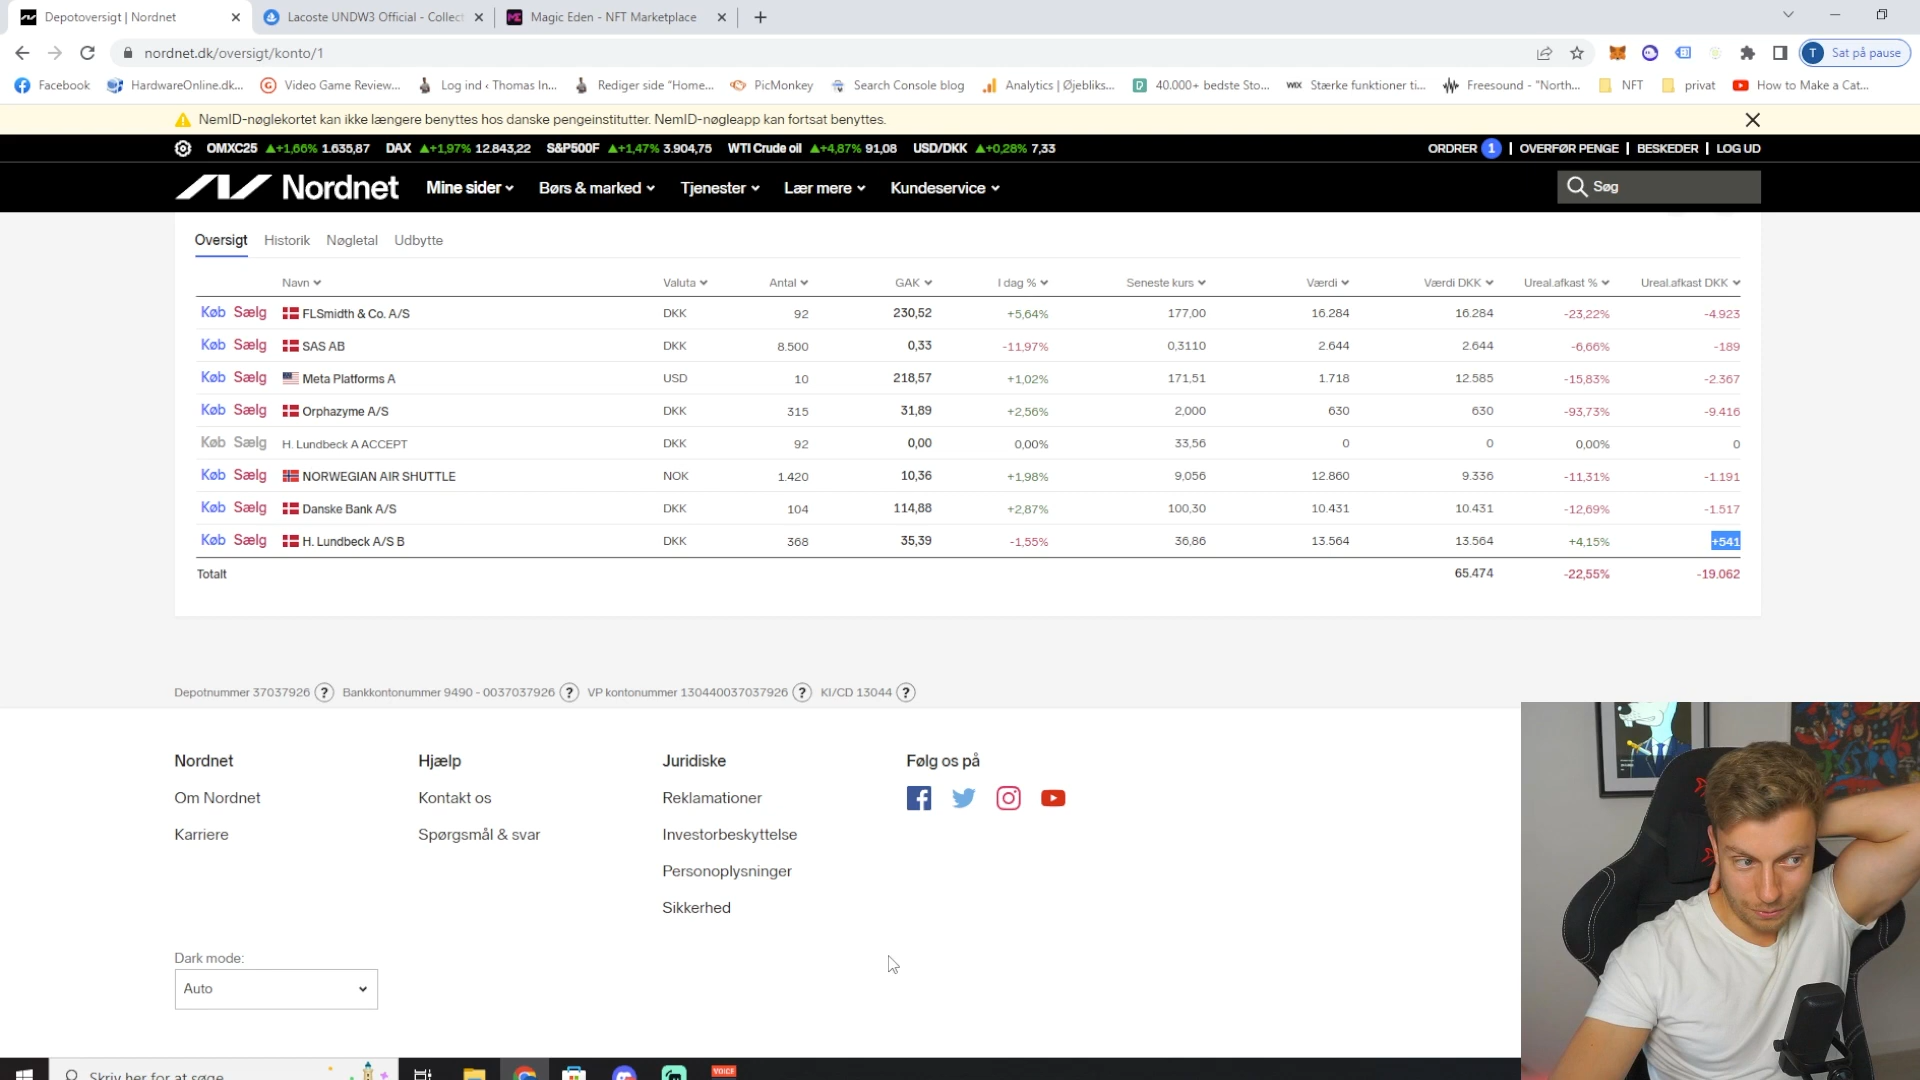 Depotoversigt | Nordnet
Lacoste UNDW3 Official - Collect
Magic Eden - NFT Marketplace
nordnet.dk/oversigt/konto/1
T Sat på pause
Facebook HardwareOnline.dk... Video Game Review... Log ind ‹ Thomas In... Rediger side "Home... PicMonkey Search Console blog Analytics | Øjebliks... 40.000+ bedste Sto... WIX Stærke funktioner ti... Freesound - "North... NFT privat How to Make a Cat...
NemID-nøglekortet kan ikke længere benyttes hos danske pengeinstitutter. NemID-nøgleapp kan fortsat benyttes.
OMXC25 ▲+1,66% 1.635,87 DAX ▲+1,97% 12.843,22 S&P500F ▲+1,47% 3.904,75 WTI Crude oil ▲+4,87% 91,08 USD/DKK ▲+0,28% 7,33
ORDRER 1 | OVERFØR PENGE | BESKEDER | LOG UD
Nordnet Mine sider Børs & marked Tjenester Lær mere Kundeservice Søg
Oversigt Historik Nøgletal Udbytte
Navn Valuta Antal GAK I dag % Seneste kurs Værdi Værdi DKK Ureal.afkast % Ureal.afkast DKK
Køb Sælg FLSmidth & Co. A/S DKK 92 230,52 +5,64% 177,00 16.284 16.284 -23,22% -4.923
Køb Sælg SAS AB DKK 8.500 0,33 -11,97% 0,3110 2.644 2.644 -6,66% -189
Køb Sælg Meta Platforms A USD 10 218,57 +1,02% 171,51 1.718 12.585 -15,83% -2.367
Køb Sælg Orphazyme A/S DKK 315 31,89 +2,56% 2,000 630 630 -93,73% -9.416
Køb Sælg H. Lundbeck A ACCEPT DKK 92 0,00 0,00% 33,56 0 0 0,00% 0
Køb Sælg NORWEGIAN AIR SHUTTLE NOK 1.420 10,36 +1,98% 9,056 12.860 9.336 -11,31% -1.191
Køb Sælg Danske Bank A/S DKK 104 114,88 +2,87% 100,30 10.431 10.431 -12,69% -1.517
Køb Sælg H. Lundbeck A/S B DKK 368 35,39 -1,55% 36,86 13.564 13.564 +4,15% +541
Totalt 65.474 -22,55% -19.062
Depotnummer 37037926 ? Bankkontonummer 9490 - 0037037926 ? VP kontonummer 130440037037926 ? KI/CD 13044 ?
Nordnet Hjælp Juridiske Følg os på
Om Nordnet Kontakt os Reklamationer
Karriere Spørgsmål & svar Investorbeskyttelse
Personoplysninger
Sikkerhed
Dark mode:
Auto
Skriv her for at søge
VOICE